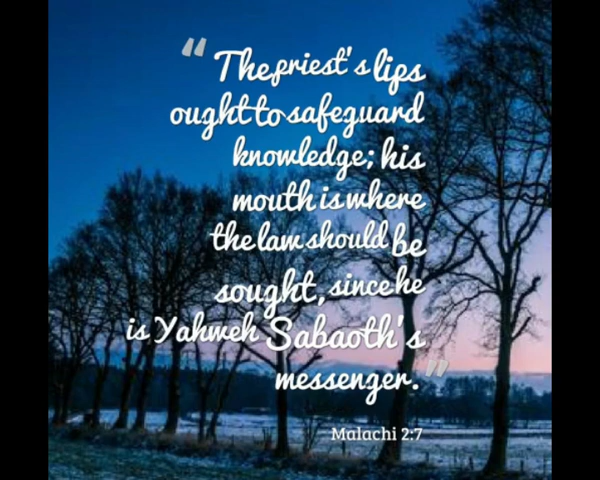 “ The priest's lips
ought to safeguard
knowledge; his
mouth is where
the law should be
sought, since he
is Yahweh Sabaoth's
messenger. ”
Malachi 2:7